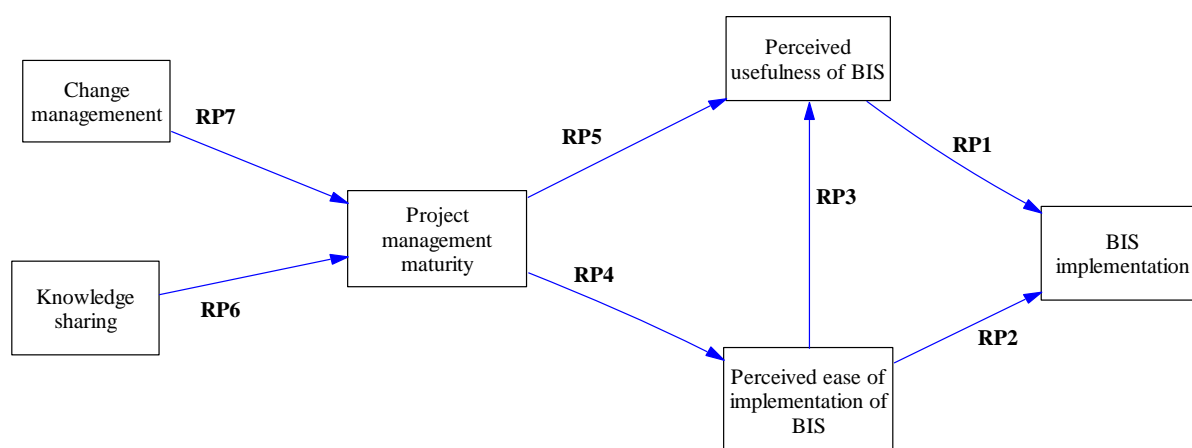 Perceived
usefulness of BIS
Change
managemenent
RP7
RP5
RP1
RP3
Project
management
maturity
BIS
implementation
Knowledge
sharing
RP6
RP4
RP2
Perceived ease of
implementation of
BIS